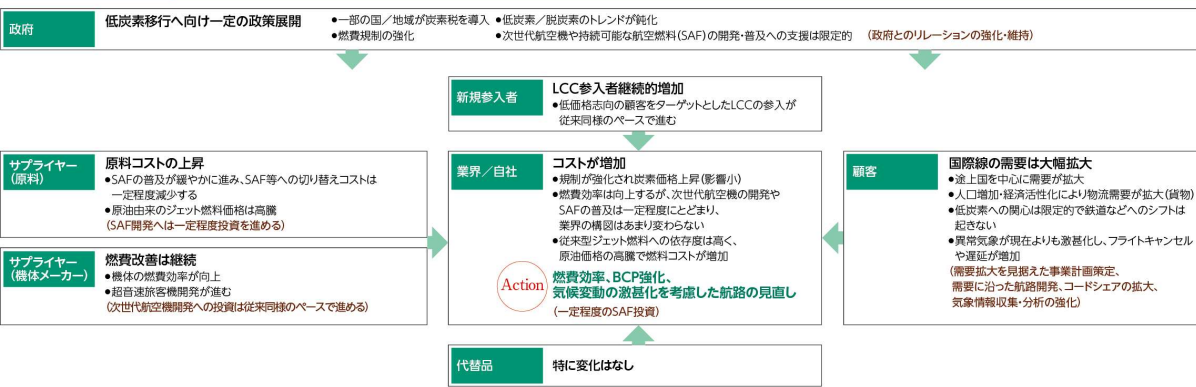 政府
低炭素移行へ向け一定の政策展開
●一部の国／地域が炭素税を導入 ●低炭素／脱炭素のトレンドが鈍化
●燃費規制の強化 ●次世代航空機や持続可能な航空燃料(SAF)の開発・普及への支援は限定的 (政府とのリレーションの強化・維持)
新規参入者
LCC参入者継続的増加
●低価格志向の顧客をターゲットとしたLCCの参入が
従来同様のペースで進む
サプライヤー
(原料)
原料コストの上昇
●SAFの普及が緩やかに進み、SAF等への切り替えコストは
一定程度減少する
●原油由来のジェット燃料価格は高騰
(SAF開発へは一定程度投資を進める)
サプライヤー
(機体メーカー)
燃費改善は継続
●機体の燃費効率が向上
●超音速旅客機開発が進む
(次世代航空機開発への投資は従来同様のペースで進める)
業界／自社
コストが増加
●規制が強化され炭素価格上昇(影響小)
●燃費効率は向上するが、次世代航空機の開発や
SAFの普及は一定程度にとどまり、
業界の構図はあまり変わらない
●従来型ジェット燃料への依存度は高く、
原油価格の高騰で燃料コストが増加
Action
燃費効率、BCP強化、
気候変動の激甚化を考慮した航路の見直し
(一定程度のSAF投資)
顧客
国際線の需要は大幅拡大
●途上国を中心に需要が拡大
●人口増加・経済活性化により物流需要が拡大(貨物)
●低炭素への関心は限定的で鉄道などへのシフトは
起きない
●異常気象が現在よりも激甚化し、フライトキャンセル
や遅延が増加
(需要拡大を見据えた事業計画策定、
需要に沿った航路開発、コードシェアの拡大、
気象情報収集・分析の強化)
代替品
特に変化はなし